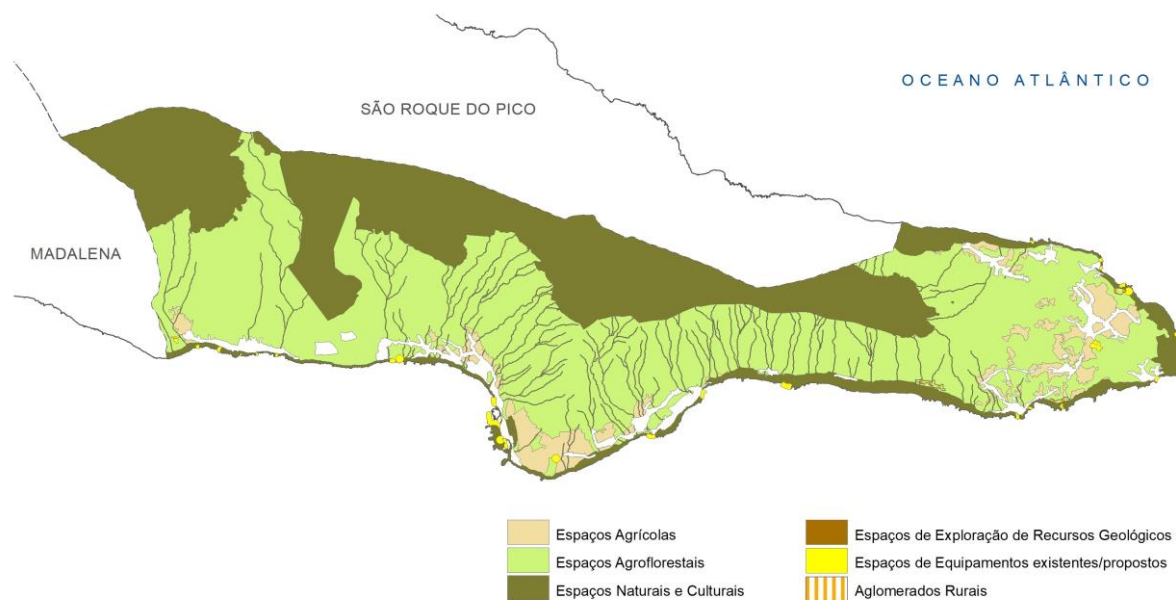 OCEANO ATLÂNTICO
SÃO ROQUE DO PICO
MADALENA
Espaços Agrícolas
Espaços Agroflorestais
Espaços Naturais e Culturais
Espaços de Exploração de Recursos Geológicos
Espaços de Equipamentos existentes/propostos
Aglomerados Rurais